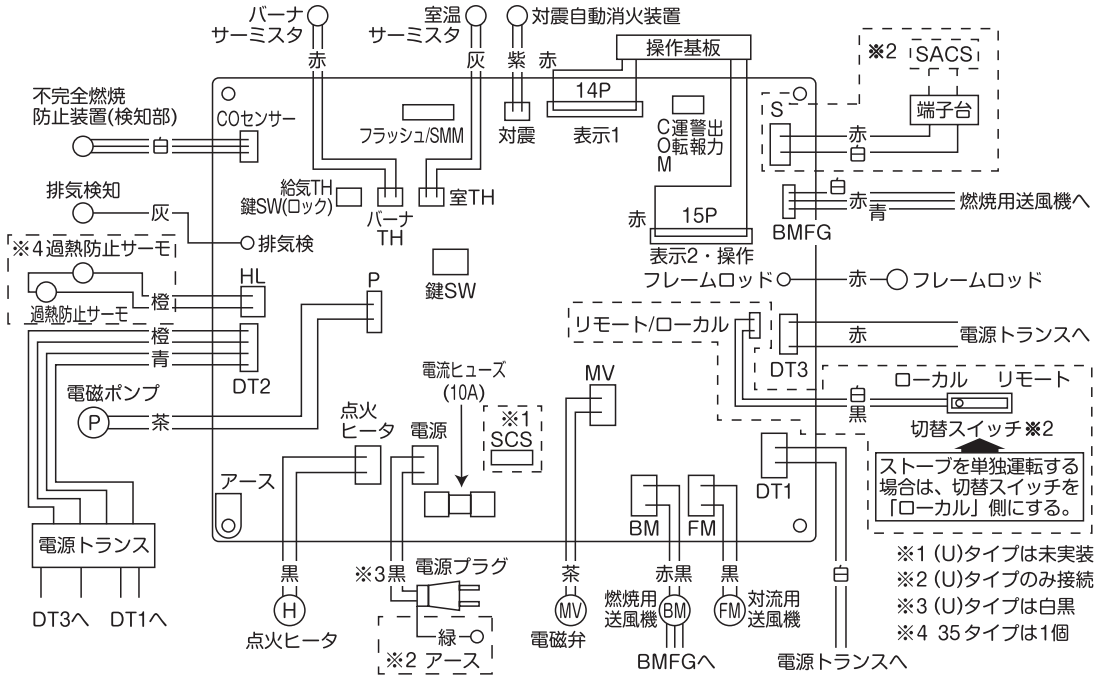 バーナ
サーミスタ
赤
室温
サーミスタ
灰
対震自動消火装置
紫
赤
操作基板
※2
SACS
端子台
不完全燃焼
防止装置(検知部)
白
COセンサー
フラッシュ/SMM
対震
14P
表示1
C運警出
O転報力
M
S
赤
白
排気検知
灰
排気検
給気TH
鍵SW(ロック)
バーナ
TH
室TH
赤
15P
表示2・操作
白
赤
青
BMFG
燃焼用送風機へ
※4過熱防止サーモ
過熱防止サーモ
橙
HL
P
鍵SW
フレームロッド
赤
フレームロッド
橙
青
DT2
リモート/ローカル
DT3
赤
電源トランスへ
電磁ポンプ
P
茶
電流ヒューズ
(10A)
MV
白
黒
ローカル
リモート
切替スイッチ※2
ストーブを単独運転する
場合は、切替スイッチを
「ローカル」側にする。
点火
ヒータ
電源
※1
SCS
DT1
アース
BM
FM
電源トランス
DT3へ
DT1へ
黒
H
点火ヒータ
※3黒
電源プラグ
緑
※2 アース
茶
MV
電磁弁
赤黒
燃焼用
送風機
BM
BMFGへ
黒
FM
対流用
送風機
白
電源トランスへ
※1 (U)タイプは未実装
※2 (U)タイプのみ接続
※3 (U)タイプは白黒
※4 35タイプは1個